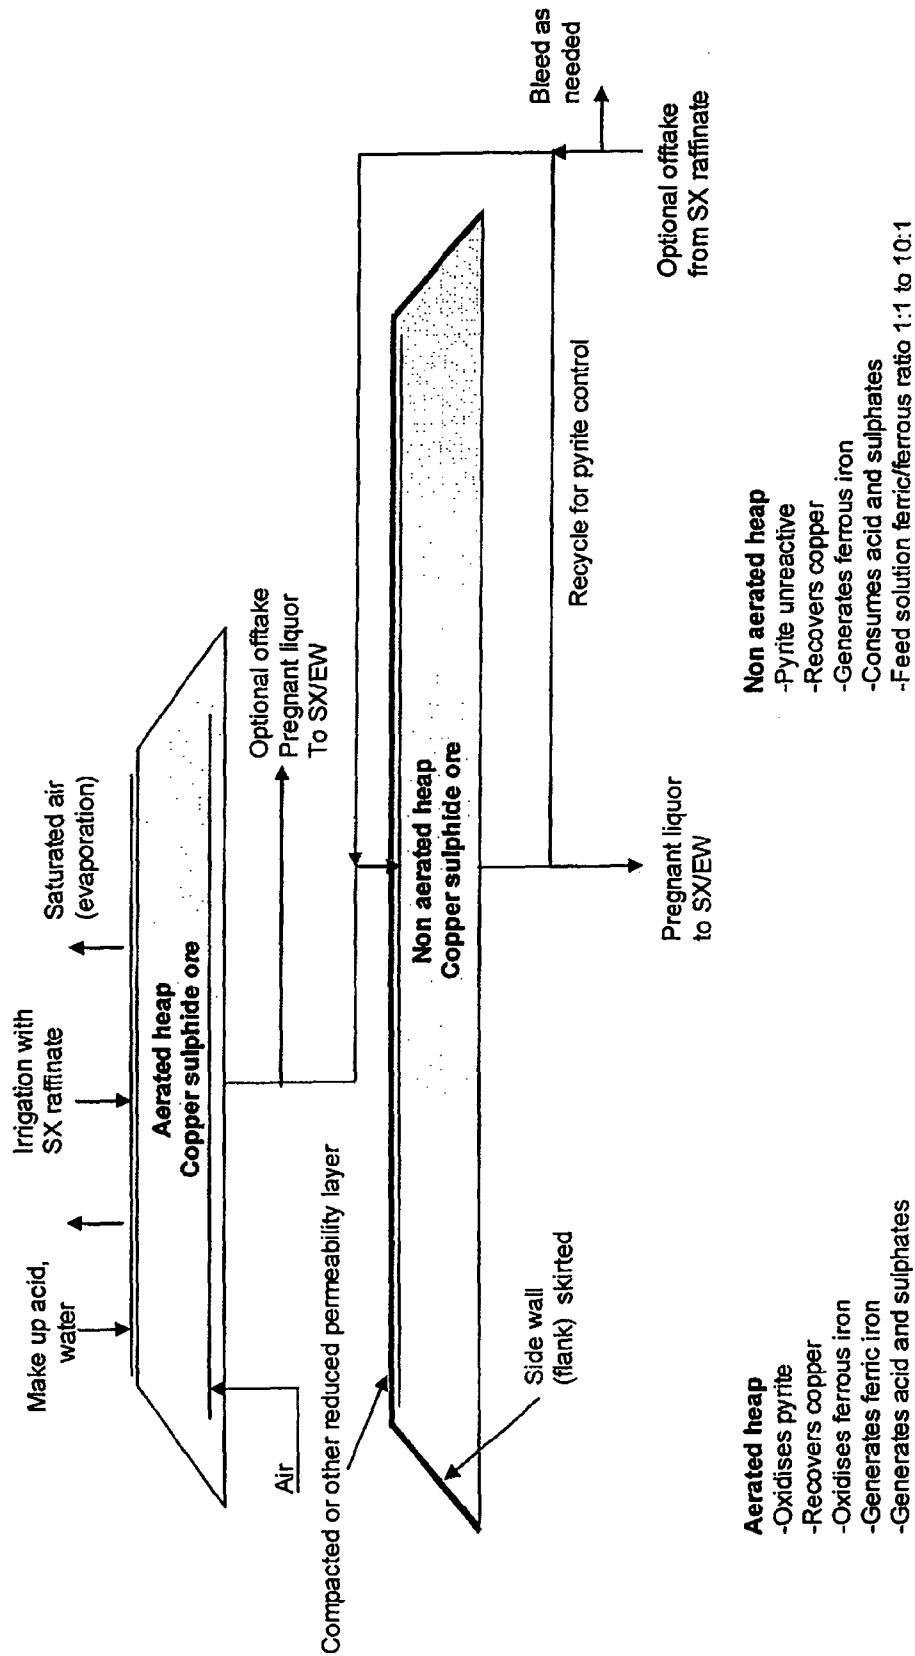 Make up acid,
water
Irrigation with
SX raffinate
Saturated air
(evaporation)
Aerated heap
Copper sulphide ore
Air
Optional offtake
Pregnant liquor
To SX/EW
Compacted or other reduced permeability layer
Non aerated heap
Copper sulphide ore
Side wall
(flank) skirted
Bleed as
needed
Recycle for pyrite control
Optional offtake
from SX raffinate
Pregnant liquor
to SX/EW
Aerated heap
-Oxidises pyrite
-Recovers copper
-Oxidises ferrous iron
-Generates ferric iron
-Generates acid and sulphates
Non aerated heap
-Pyrite unreactive
-Recovers copper
-Generates ferrous iron
-Consumes acid and sulphates
-Feed solution ferric/ferrous ratio 1:1 to 10:1